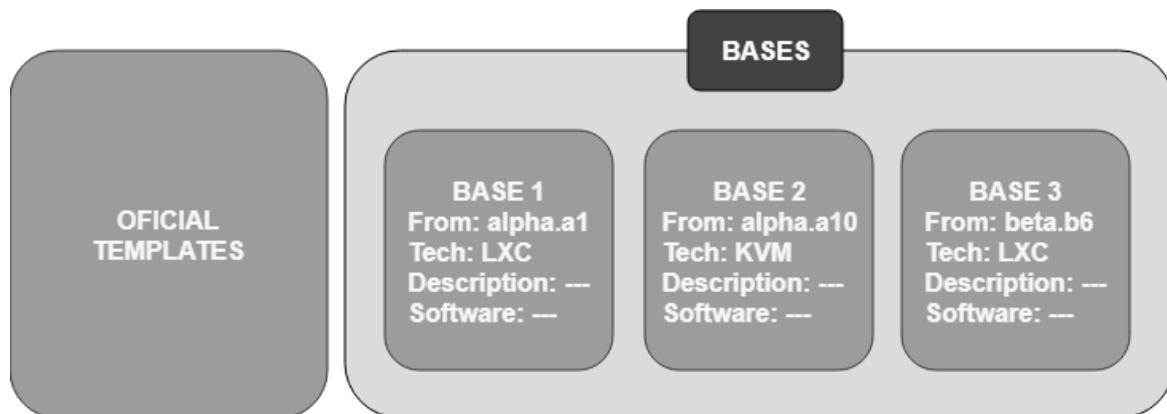 BASES
OFICIAL
TEMPLATES
BASE 1
From: alpha.a1
Tech: LXC
Description: ---
Software: ---
BASE 2
From: alpha.a10
Tech: KVM
Description: ---
Software: ---
BASE 3
From: beta.b6
Tech: LXC
Description: ---
Software: ---